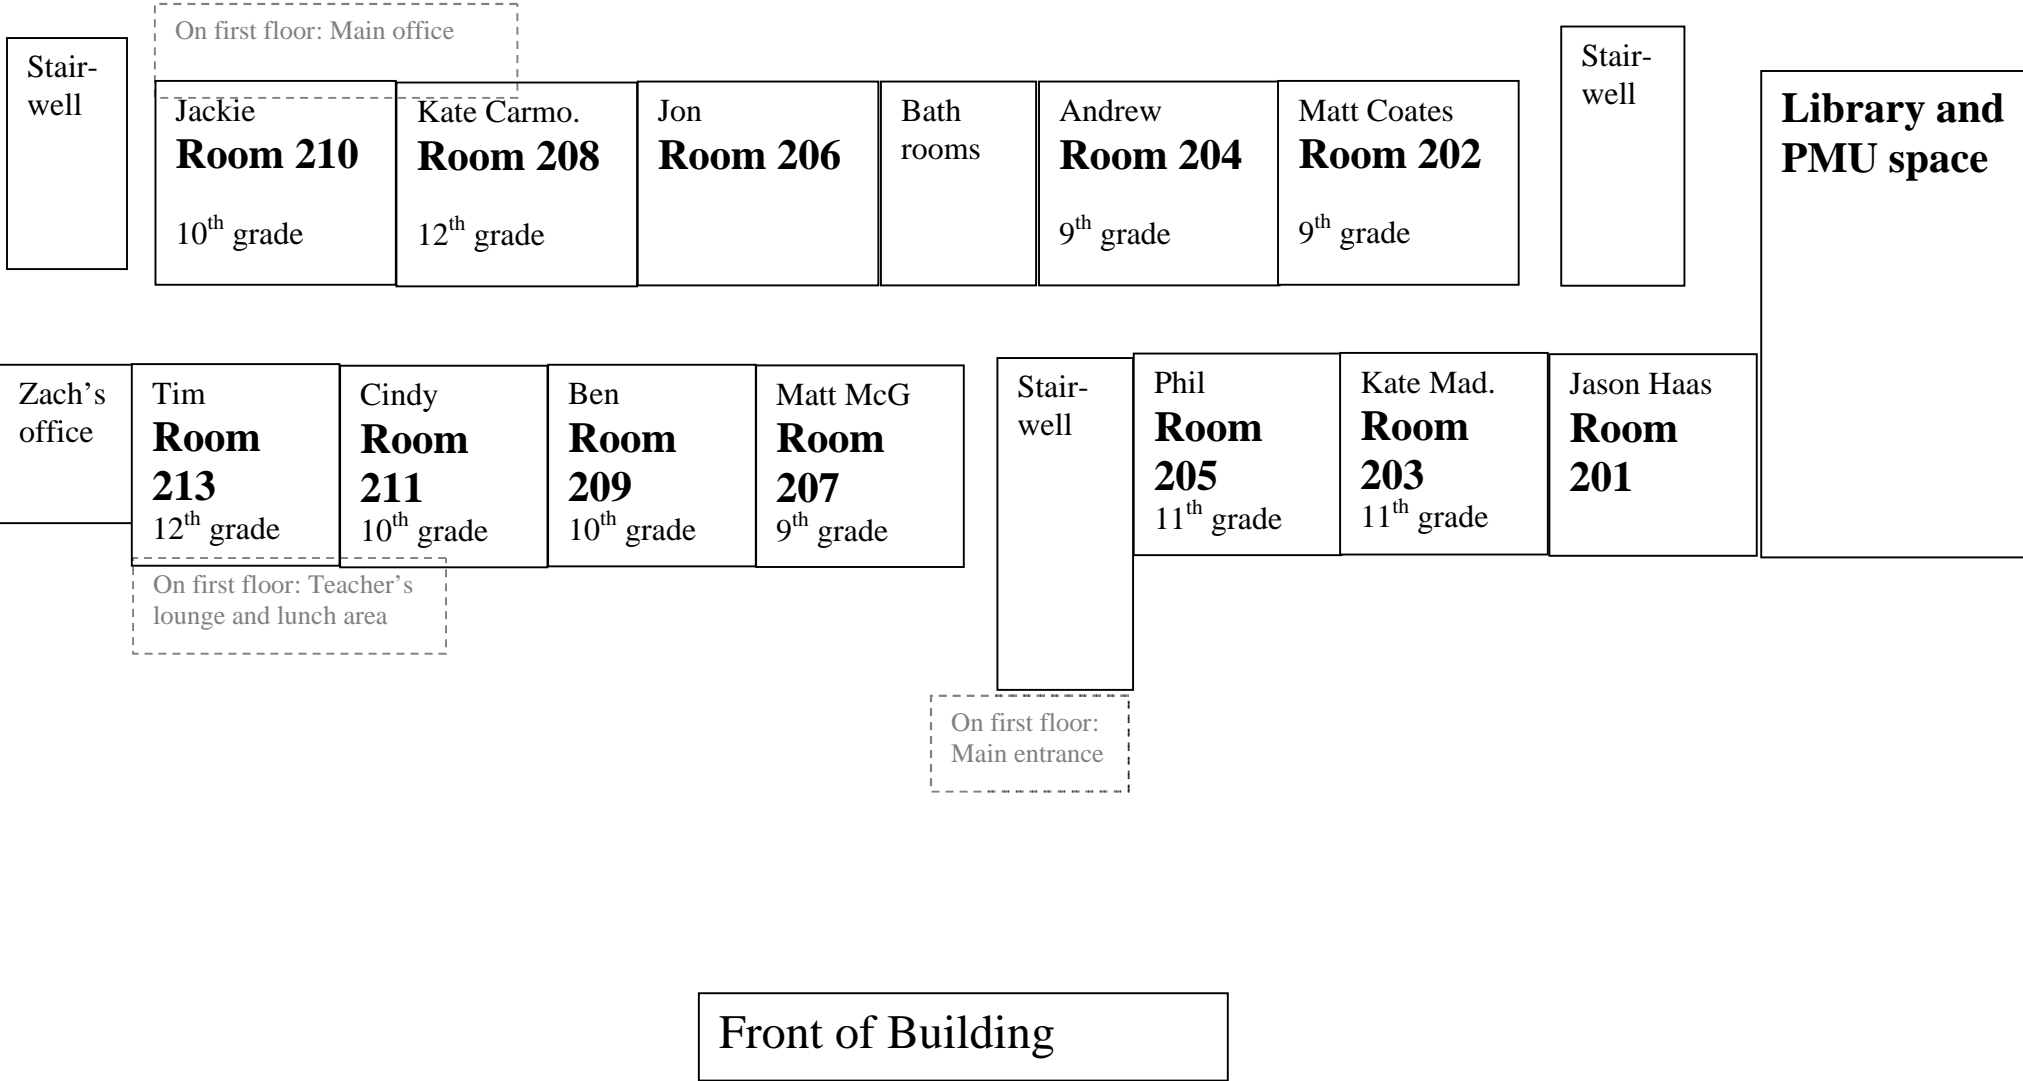 On first floor: Main office
Stair-
well
Jackie
Room 210
10th grade
Kate Carmo.
Room 208
12th grade
Jon
Room 206
Bath
rooms
Andrew
Room 204
9th grade
Matt Coates
Room 202
9th grade
Stair-
well
Library and
PMU space
Zach’s
office
Tim
Room
213
12th grade
Cindy
Room
211
10th grade
Ben
Room
209
10th grade
Matt McG
Room
207
9th grade
Stair-
well
Phil
Room
205
11th grade
Kate Mad.
Room
203
11th grade
Jason Haas
Room
201
On first floor: Teacher’s
lounge and lunch area
On first floor:
Main entrance
Front of Building